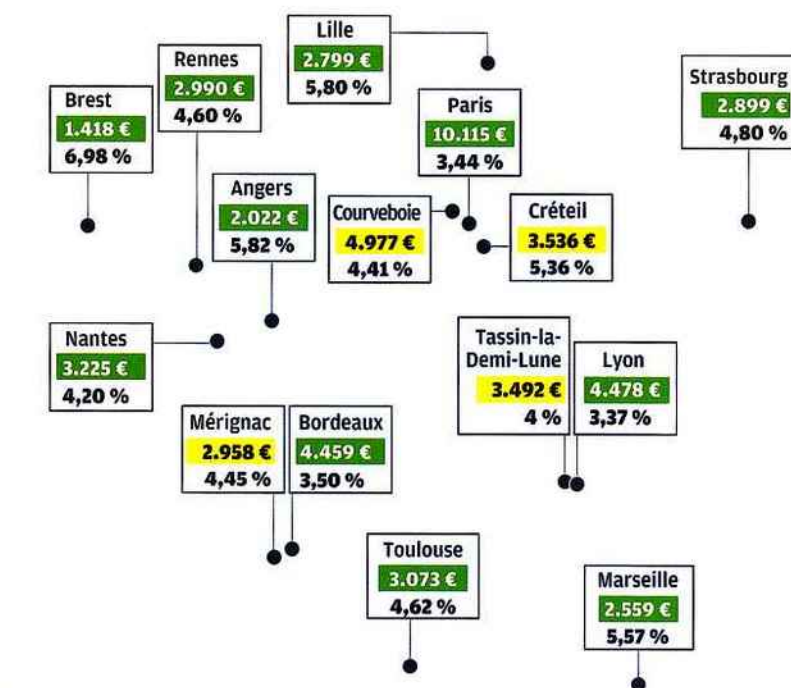 Lille
2.799 €
5,80 %
Rennes
2.990 €
4,60 %
Brest
1.418 €
6,98 %
Paris
10.115 €
3,44 %
Strasbourg
2.899 €
4,80 %
Angers
2.022 €
5,82 %
Courveboie
4.977 €
4,41 %
Créteil
3.536 €
5,36 %
Nantes
3.225 €
4,20 %
Tassin-la-
Demi-Lune
3.492 €
4 %
Lyon
4.478 €
3,37 %
Mérignac
2.958 €
4,45 %
Bordeaux
4.459 €
3,50 %
Toulouse
3.073 €
4,62 %
Marseille
2.559 €
5,57 %